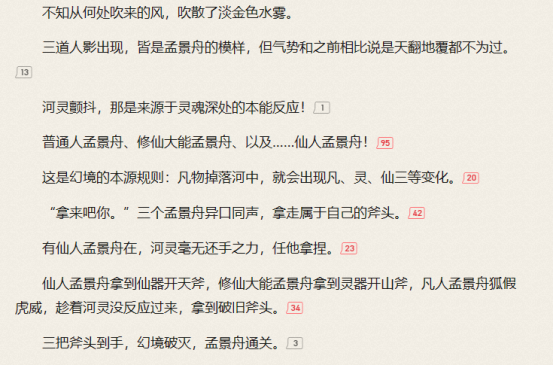 不知从何处吹来的风，吹散了淡金色水雾。
三道人影出现，皆是孟景舟的模样，但气势和之前相比说是天翻地覆都不为过。
13
河灵颤抖，那是来源于灵魂深处的本能反应！ 1
普通人孟景舟、修仙大能孟景舟、以及……仙人孟景舟！ 95
这是幻境的本源规则：凡物掉落河中，就会出现凡、灵、仙三等变化。 20
“拿来吧你。”三个孟景舟异口同声，拿走属于自己的斧头。 42
有仙人孟景舟在，河灵毫无还手之力，任他拿捏。 23
仙人孟景舟拿到仙器开天斧，修仙大能孟景舟拿到灵器开山斧，凡人孟景舟狐假
虎威，趁着河灵没反应过来，拿到破旧斧头。 34
三把斧头到手，幻境破灭，孟景舟通关。 3